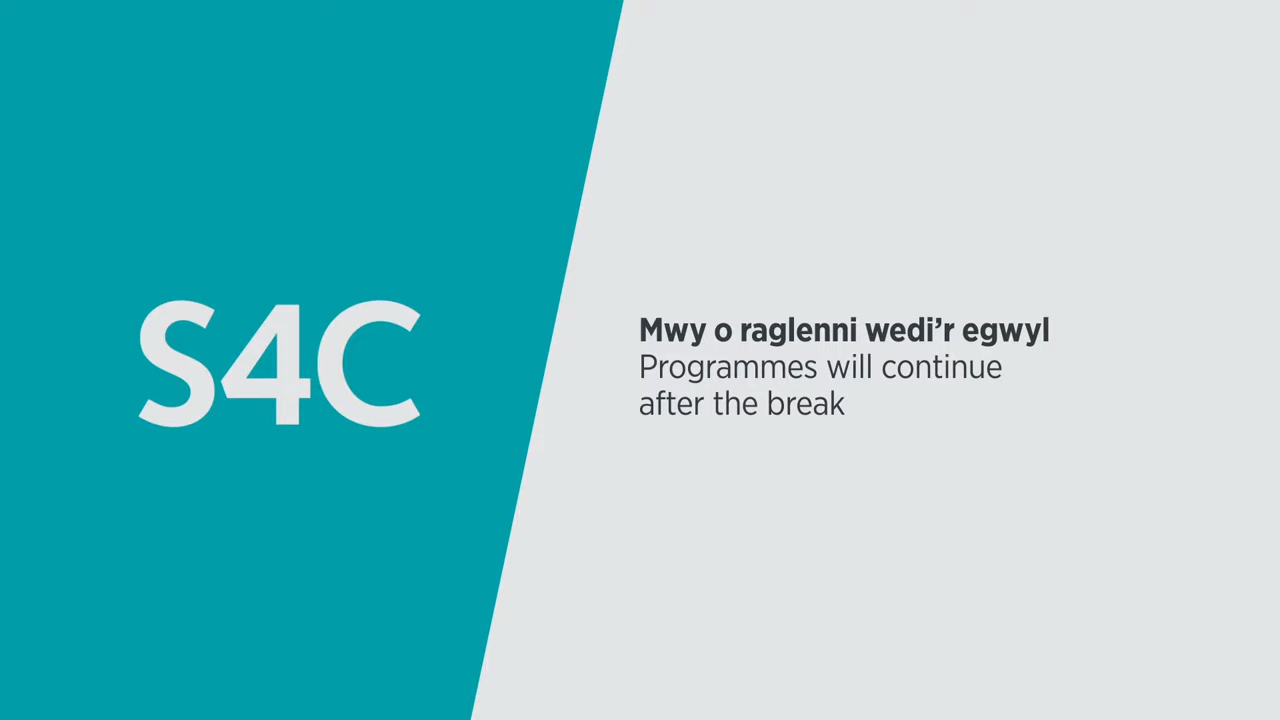 S4C
Mwy o raglenni wedi’r egwyl
Programmes will continue
after the break